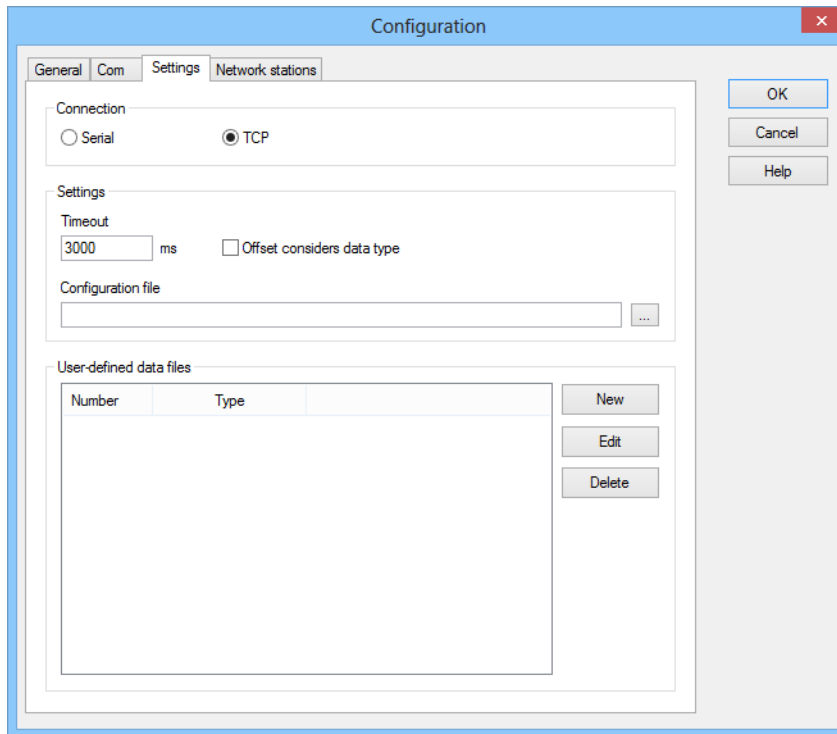 Configuration
General Com Settings Network stations
OK
Cancel
Help
Connection
Serial TCP
Settings
Timeout
3000 ms Offset considers data type
Configuration file
...
User-defined data files
Number Type
New
Edit
Delete